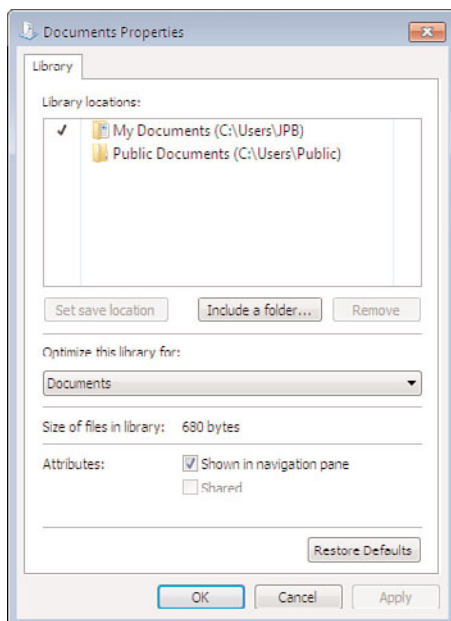 Documents Properties
Library
Library locations:
✓ My Documents (C:\Users\JPB)
Public Documents (C:\Users\Public)
Set save location Include a folder... Remove
Optimize this library for:
Documents
Size of files in library: 680 bytes
Attributes: Shown in navigation pane
Shared
Restore Defaults
OK Cancel Apply